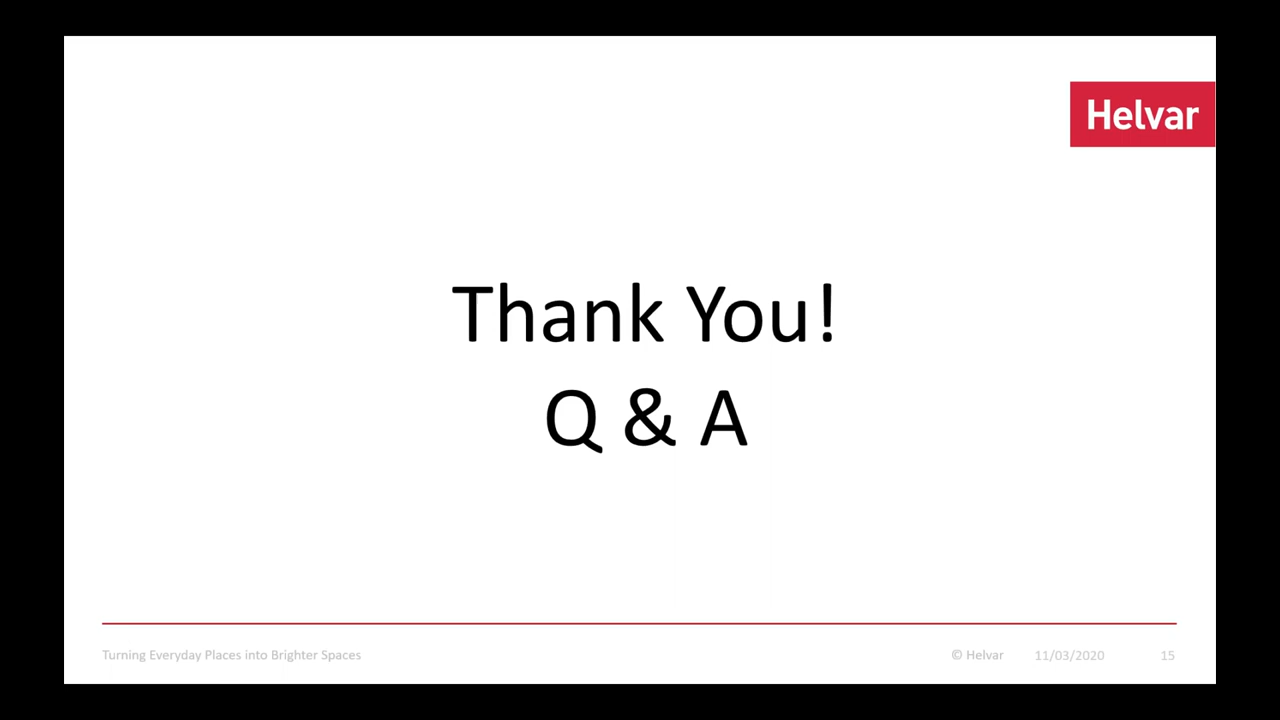 Helvar
Thank You!
Q & A
Turning Everyday Places into Brighter Spaces
© Helvar 11/03/2020 15